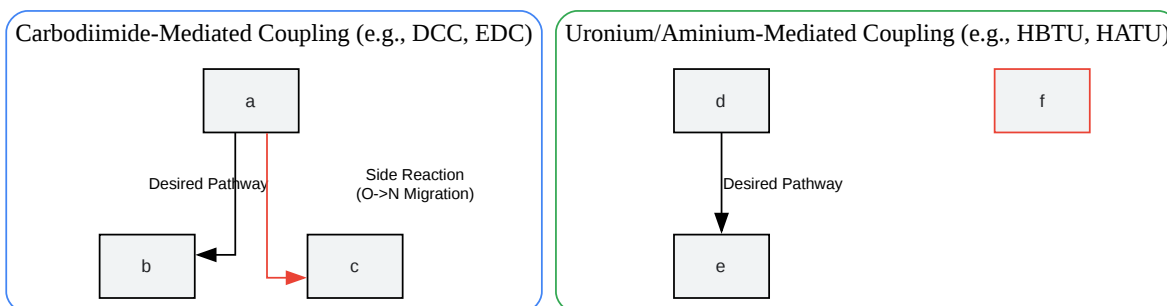 Carbodiimide-Mediated Coupling (e.g., DCC, EDC)
a
Desired Pathway
Side Reaction
(O->N Migration)
b
c
Uronium/Aminium-Mediated Coupling (e.g., HBTU, HATU)
d
f
Desired Pathway
e